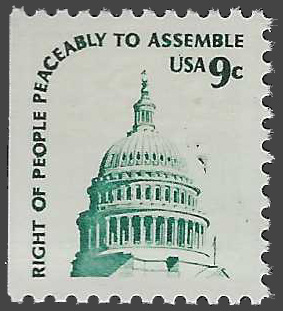 RIGHT OF PEOPLE PEACEABLY TO ASSEMBLE
USA 9c